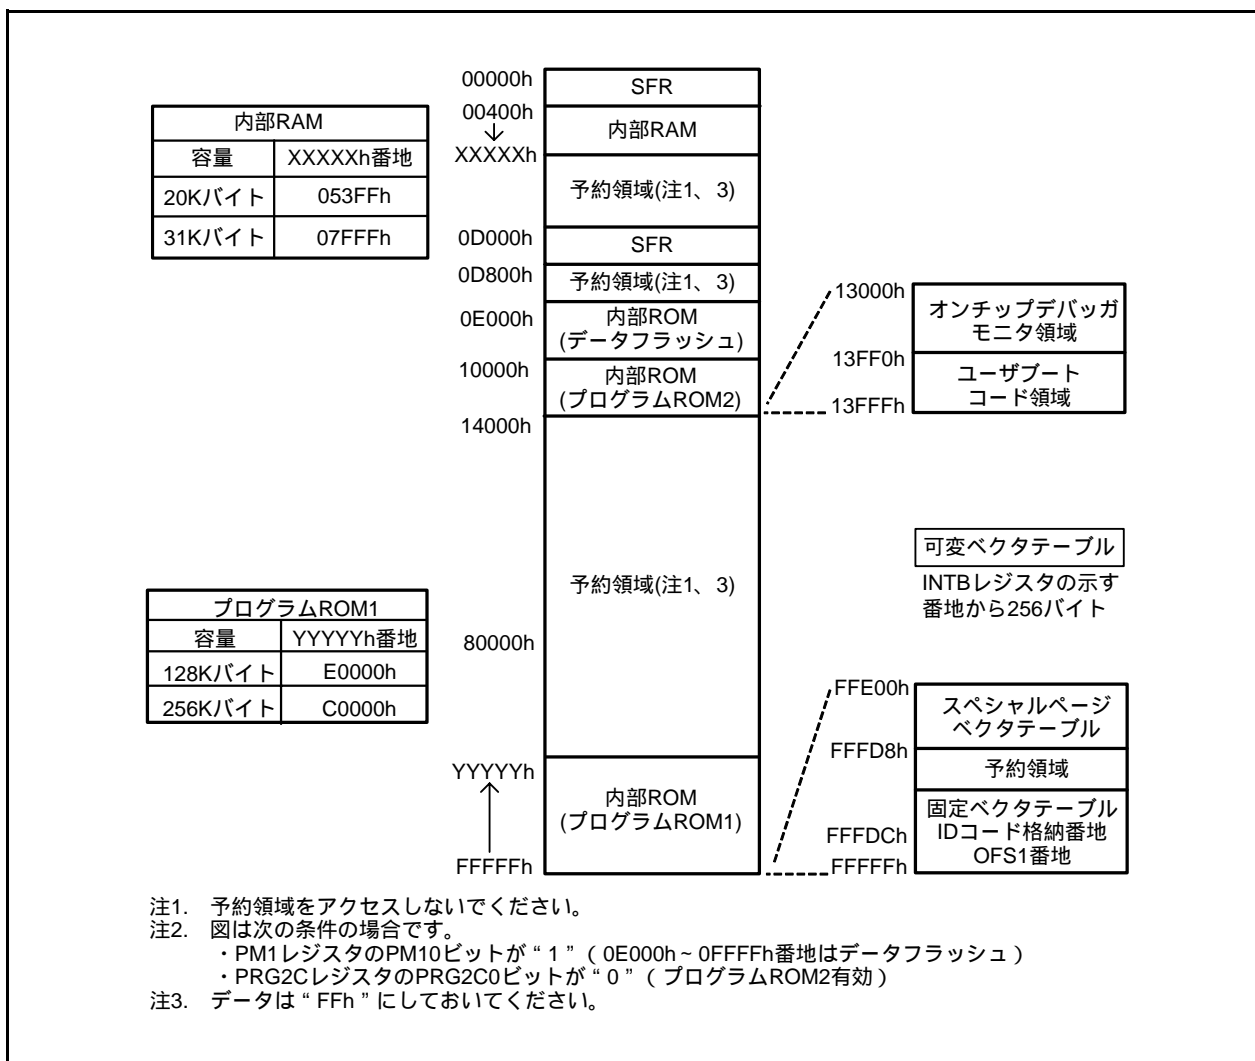 内部RAM
容量 XXXXXh番地
20Kバイト 053FFh
31Kバイト 07FFFh
プログラムROM1
容量 YYYYYh番地
128Kバイト E0000h
256Kバイト C0000h
00000h
SFR
00400h
内部RAM
XXXXXh
予約領域(注1、3)
0D000h
SFR
0D800h
予約領域(注1、3)
0E000h
内部ROM
(データフラッシュ)
10000h
内部ROM
(プログラムROM2)
14000h
予約領域(注1、3)
80000h
YYYYYh
内部ROM
(プログラムROM1)
FFFFFh
13000h
オンチップデバッガ
モニタ領域
13FF0h
ユーザブート
コード領域
13FFFh
可変ベクタテーブル
INTBレジスタの示す
番地から256バイト
FFE00h
スペシャルページ
ベクタテーブル
FFFD8h
予約領域
固定ベクタテーブル
IDコード格納番地
OFS1番地
FFFDCh
FFFFFh
注1. 予約領域をアクセスしないでください。
注2. 図は次の条件の場合です。
・PM1レジスタのPM10ビットが“1”(0E000h~0FFFFh番地はデータフラッシュ)
・PRG2CレジスタのPRG2C0ビットが“0”(プログラムROM2有効)
注3. データは“FFh”にしておいてください。